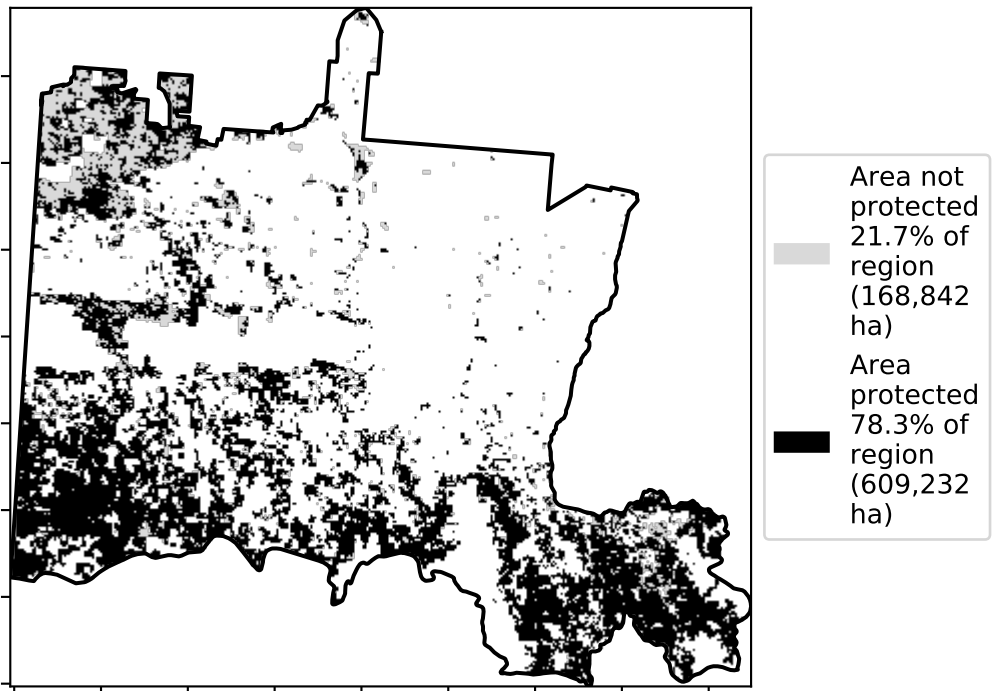 Area not
protected
21.7% of
region
(168,842
ha)
Area
protected
78.3% of
region
(609,232
ha)